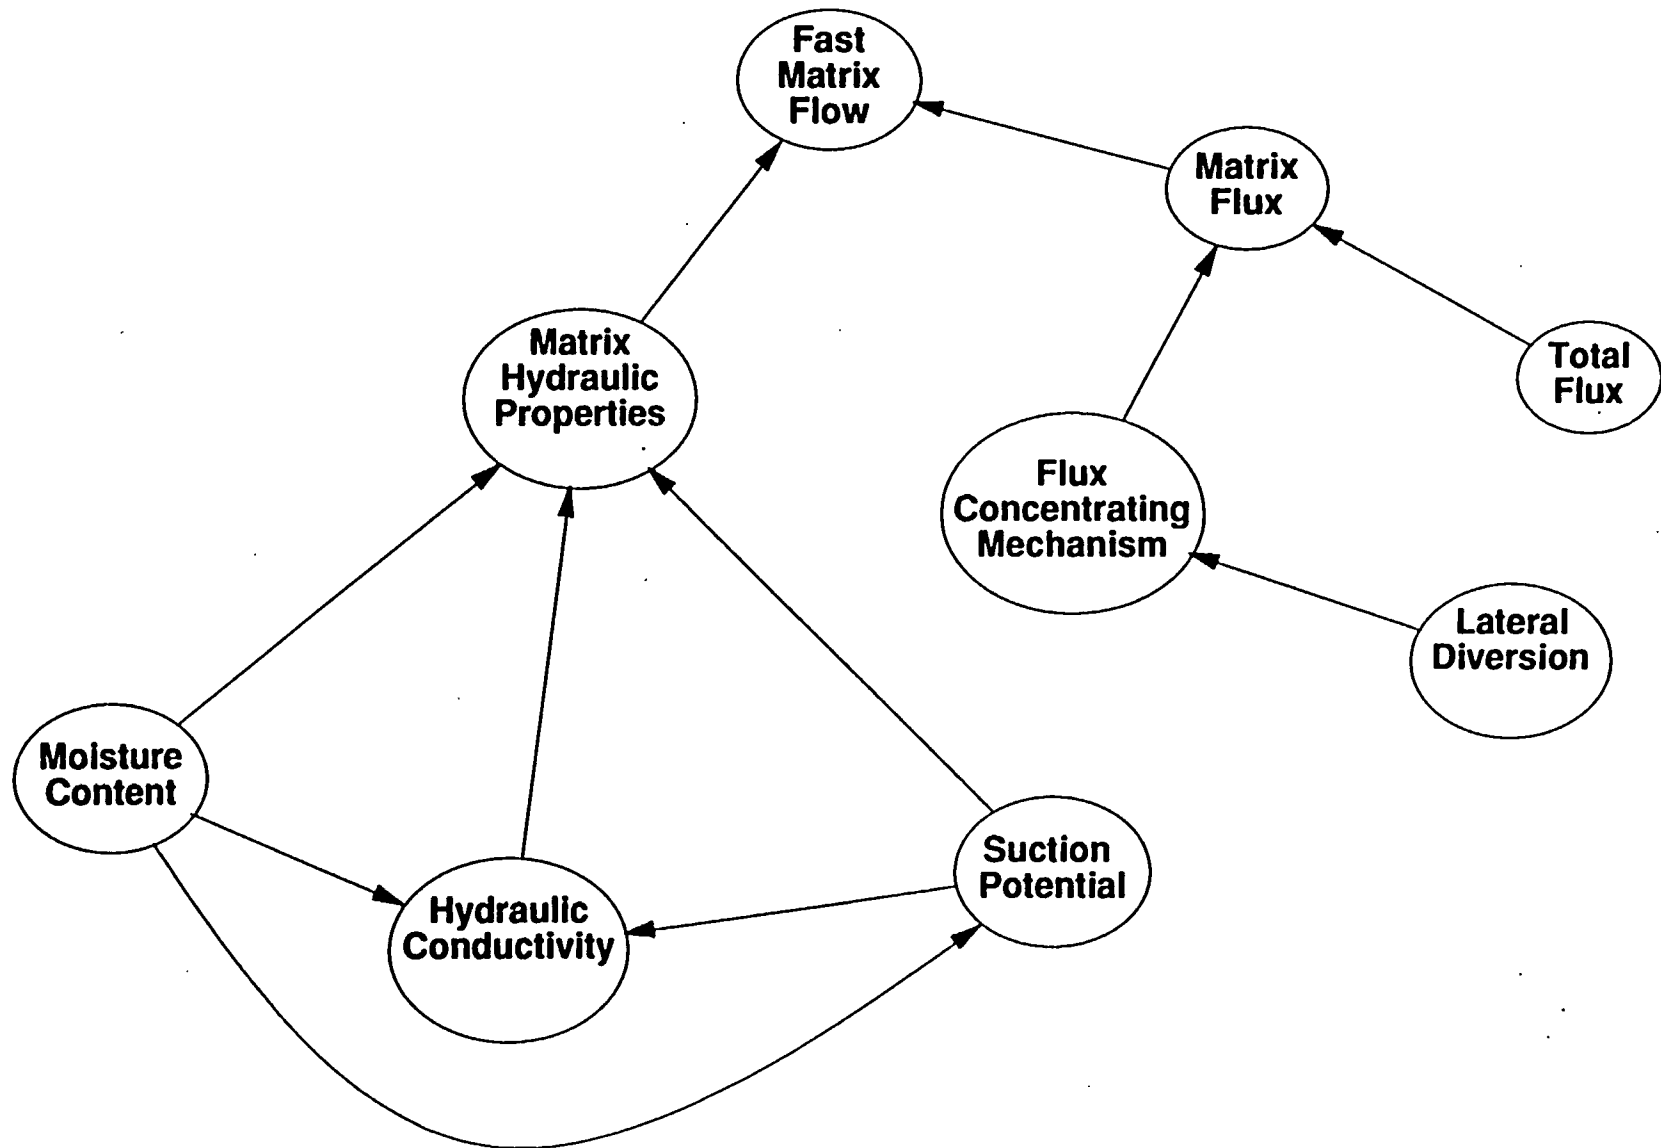 Fast
Matrix
Flow
Matrix
Flux
Matrix
Hydraulic
Properties
Total
Flux
Flux
Concentrating
Mechanism
Lateral
Diversion
Moisture
Content
Suction
Potential
Hydraulic
Conductivity